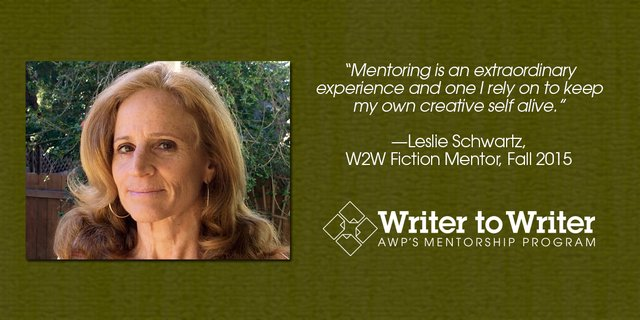 “Mentoring is an extraordinary
experience and one I rely on to keep
my own creative self alive.”
—Leslie Schwartz,
W2W Fiction Mentor, Fall 2015
Writer to Writer
AWP'S MENTORSHIP PROGRAM